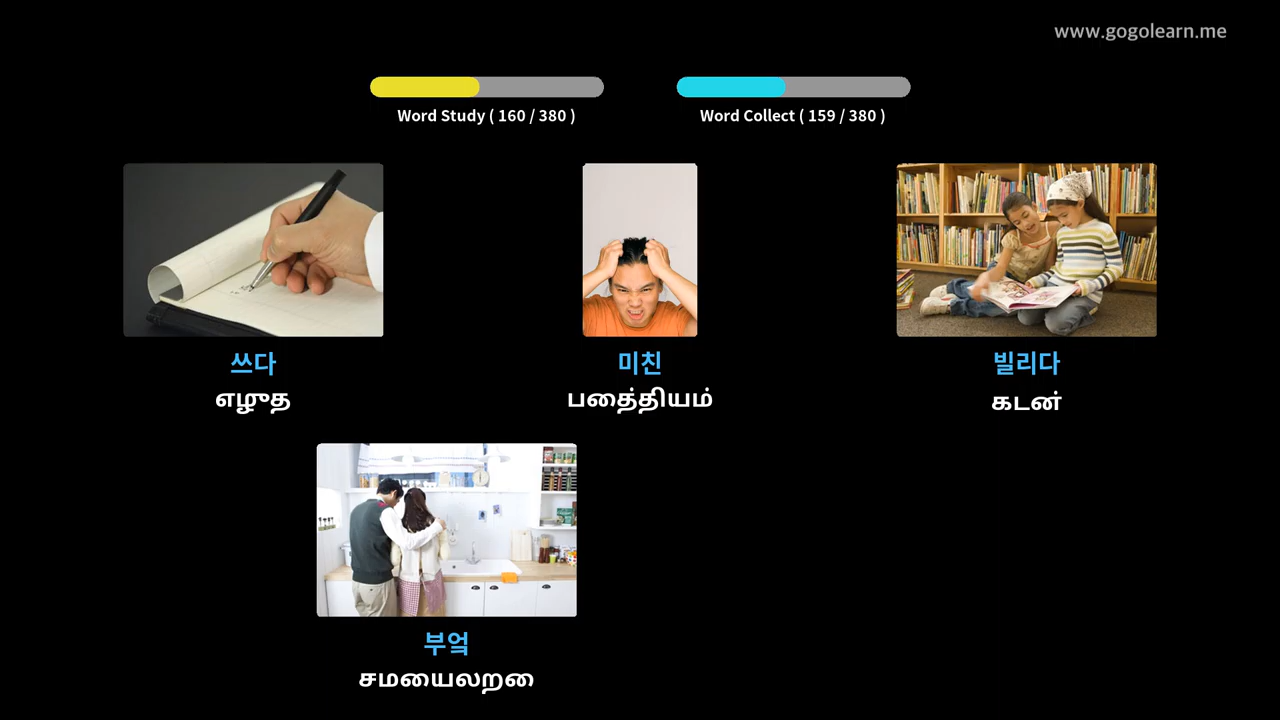 www.gogolearn.me
Word Study ( 160 / 380 )
Word Collect ( 159 / 380 )
쓰다
미친
빌리다
எழுத
பைத்தியம்
கடன்
부엌
சமையலறை